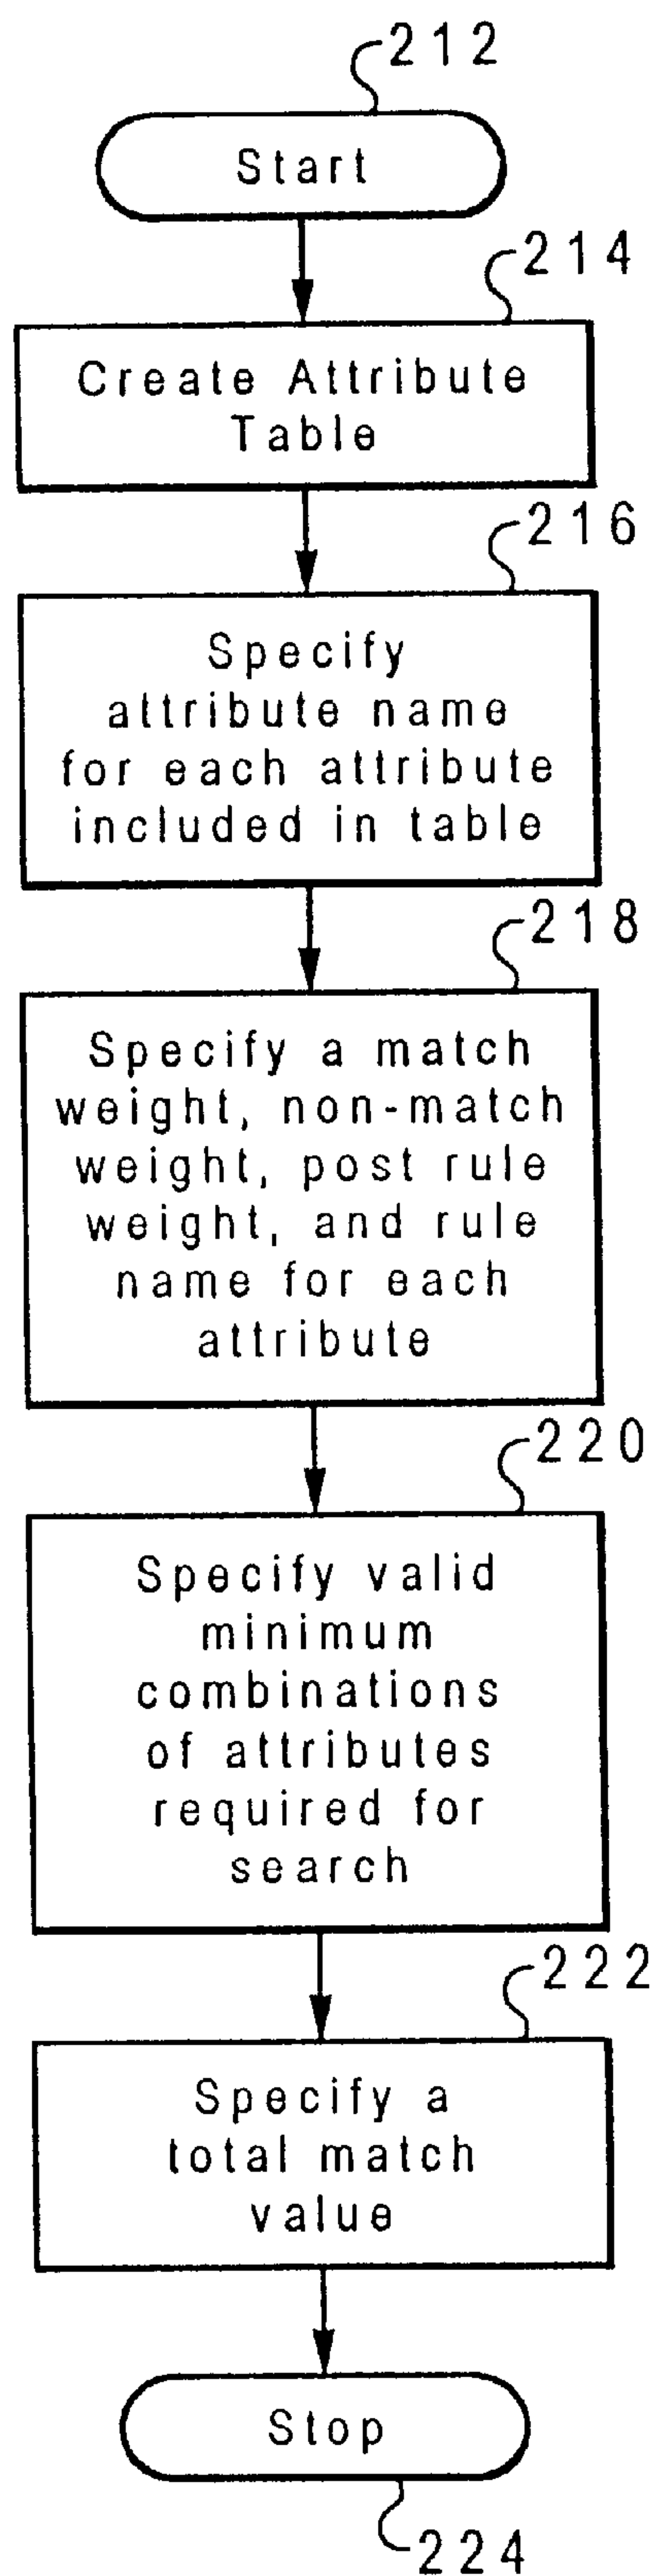 212
Start
214
Create Attribute
Table
216
Specify
attribute name
for each attribute
included in table
218
Specify a match
weight, non-match
weight, post rule
weight, and rule
name for each
attribute
220
Specify valid
minimum
combinations
of attributes
required for
search
222
Specify a
total match
value
Stop
224